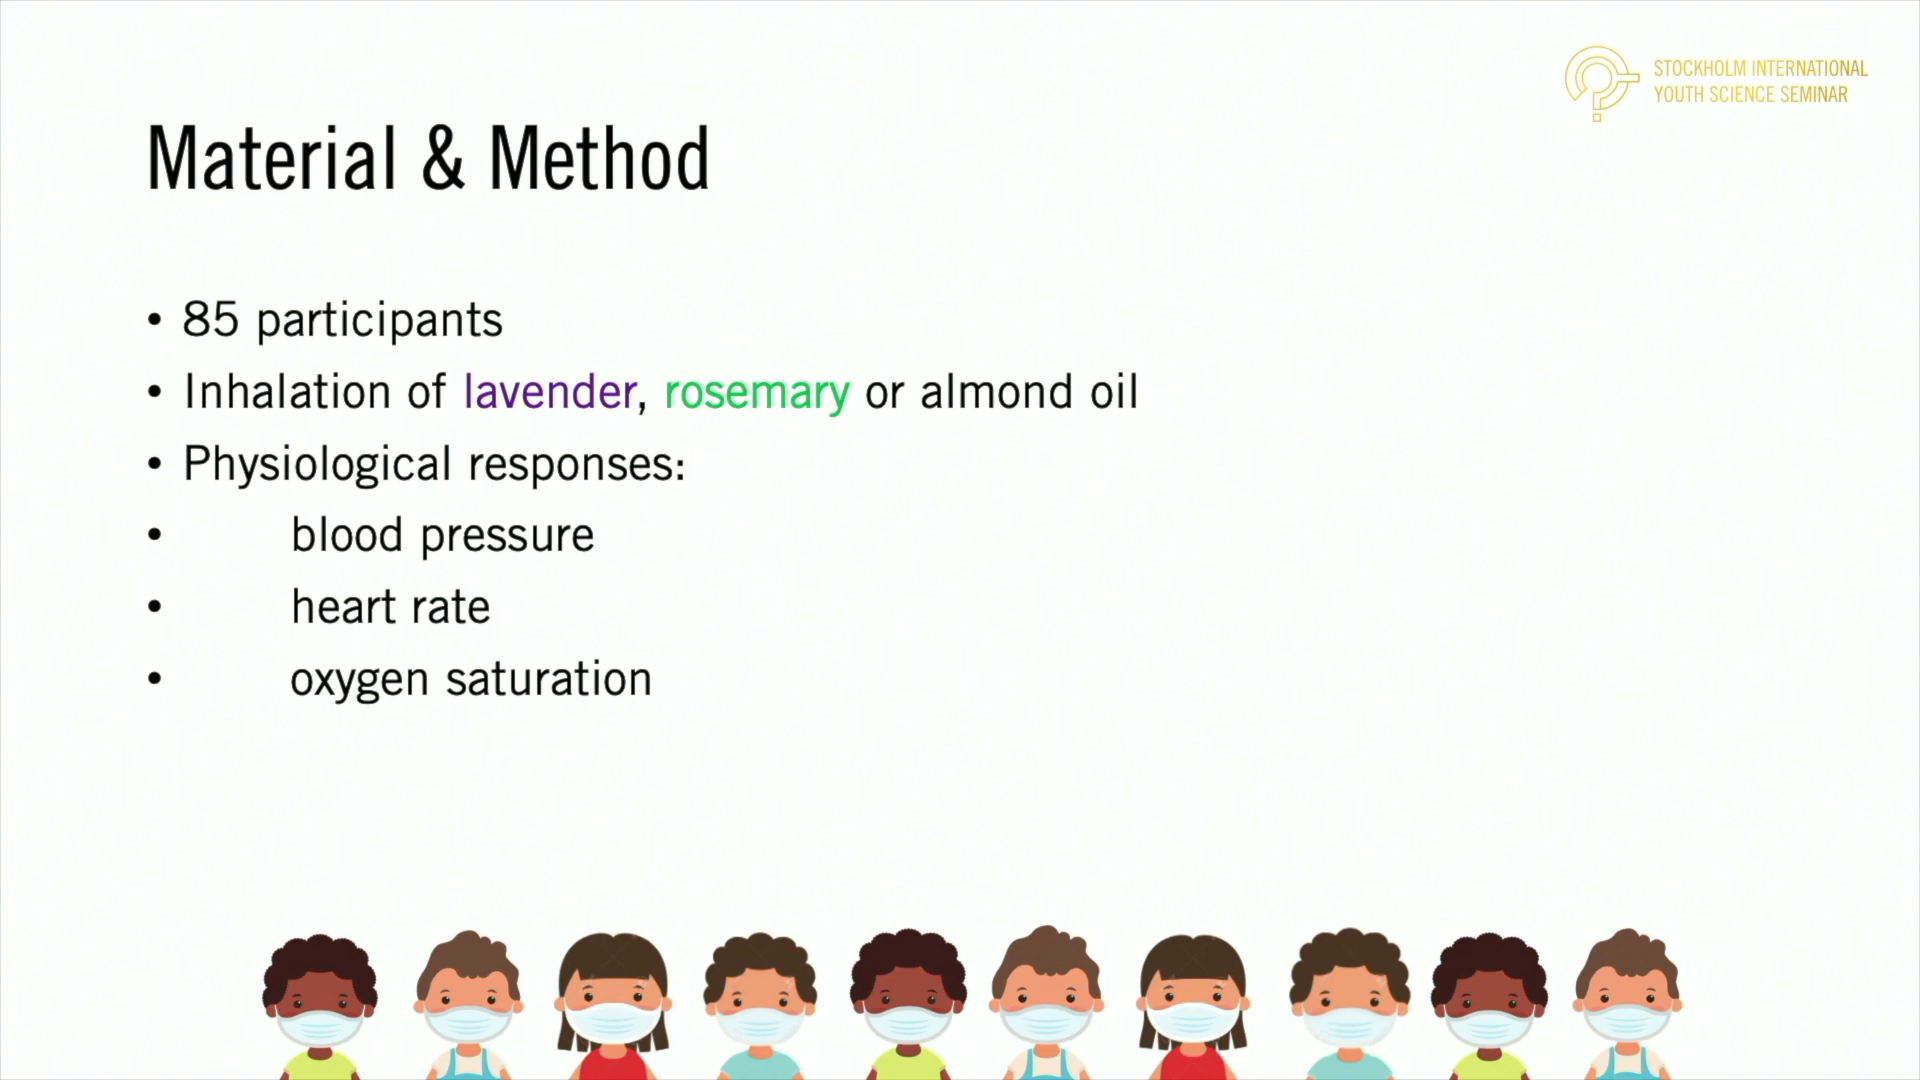 STOCKHOLM INTERNATIONAL
YOUTH SCIENCE SEMINAR
Material & Method
• 85 participants
• Inhalation of lavender, rosemary or almond oil
• Physiological responses:
• blood pressure
• heart rate
• oxygen saturation